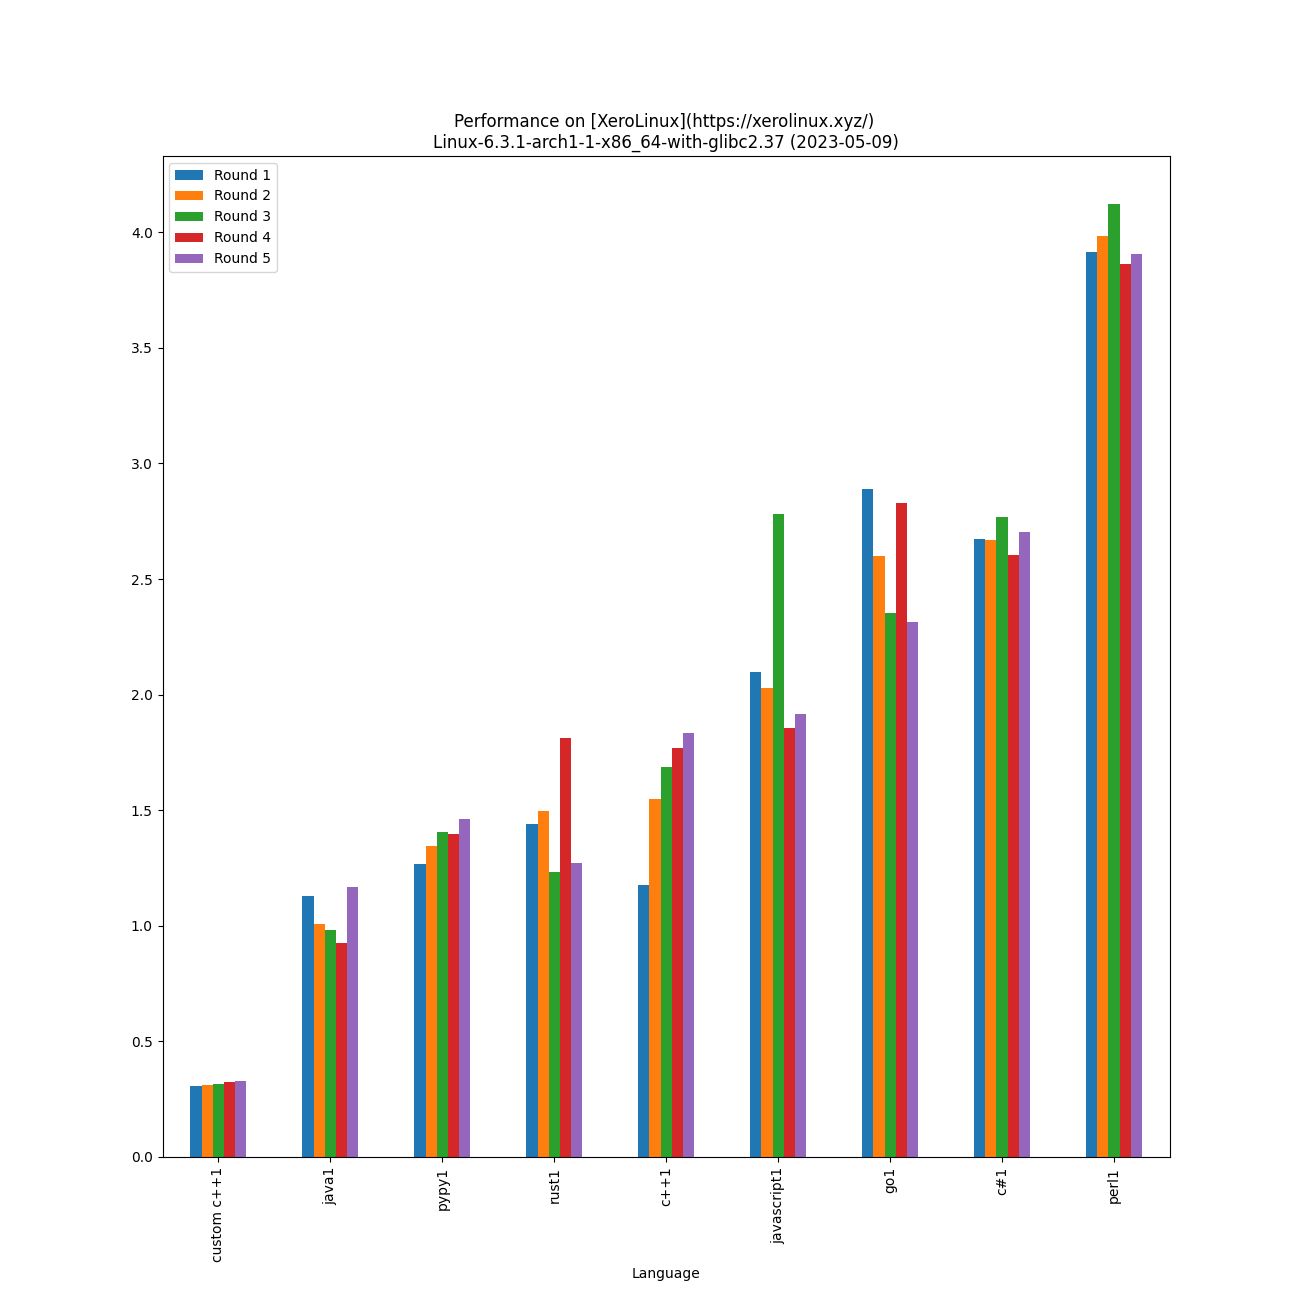 Performance on [XeroLinux](https://xerolinux.xyz/)
Linux-6.3.1-arch1-1-x86_64-with-glibc2.37 (2023-05-09)
Round 1
Round 2
Round 3
Round 4
Round 5
4.0
3.5
3.0
2.5
2.0
1.5
1.0
0.5
0.0
custom c++1
java1
pypy1
rust1
c++1
javascript1
go1
c#1
perl1
Language